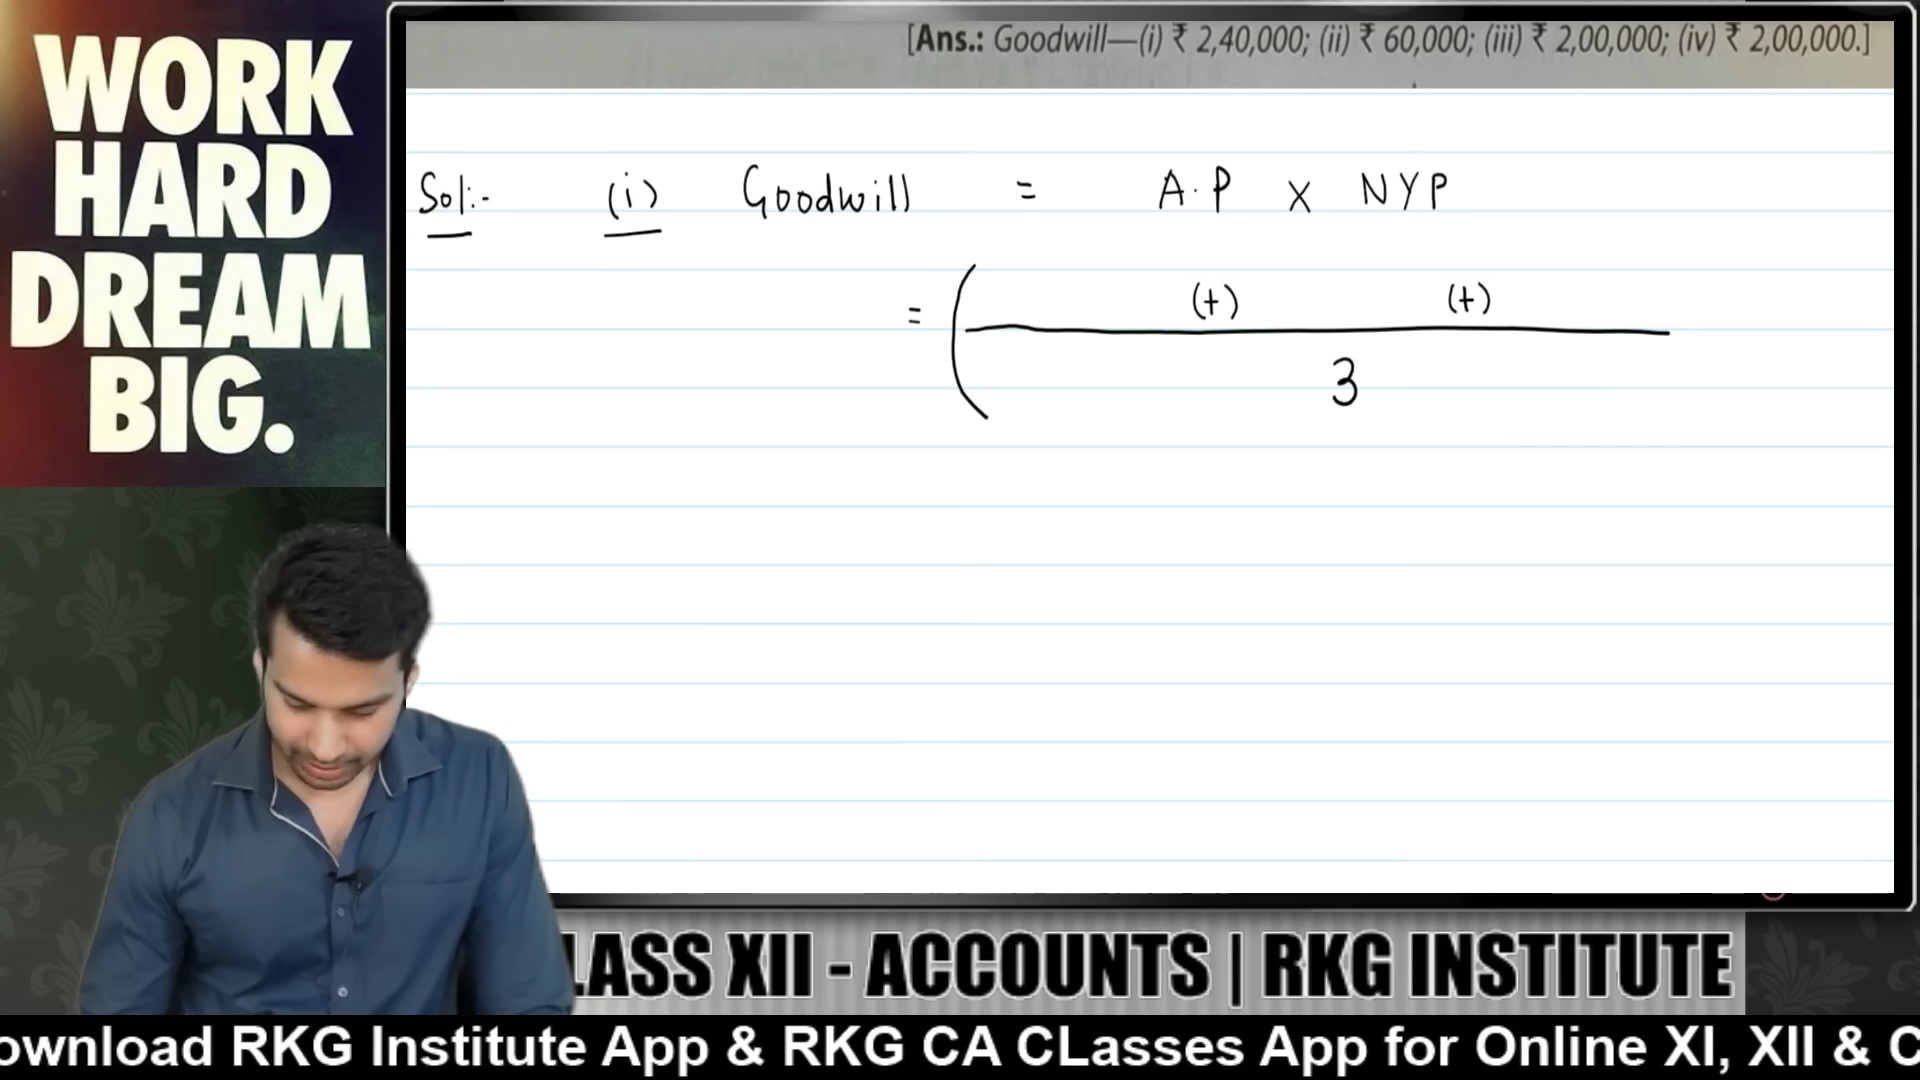 WORK
HARD
DREAM
BIG.
[Ans.: Goodwill—(i) ₹ 2,40,000; (ii) ₹ 60,000; (iii) ₹ 2,00,000; (iv) ₹ 2,00,000.]
Sol:- (i) Goodwill = A.P x NYP
= ( (+) (+)
3
LASS XII - ACCOUNTS | RKG INSTITUTE
ownload RKG Institute App & RKG CA CLasses App for Online XI, XII & C